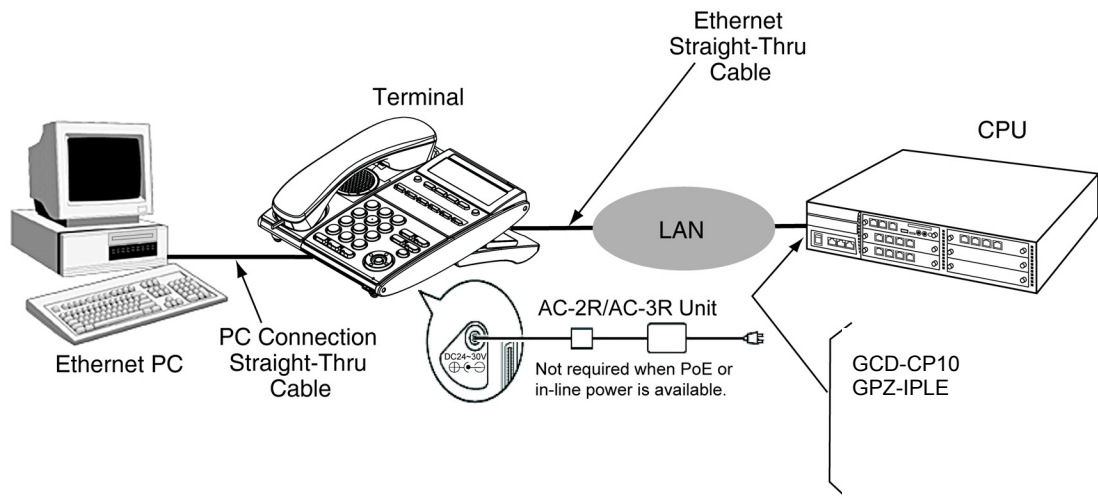 Ethernet
Straight-Thru
Cable
Terminal
CPU
LAN
Ethernet PC
PC Connection
Straight-Thru
Cable
DC24~30V
AC-2R/AC-3R Unit
Not required when PoE or
in-line power is available.
GCD-CP10
GPZ-IPLE